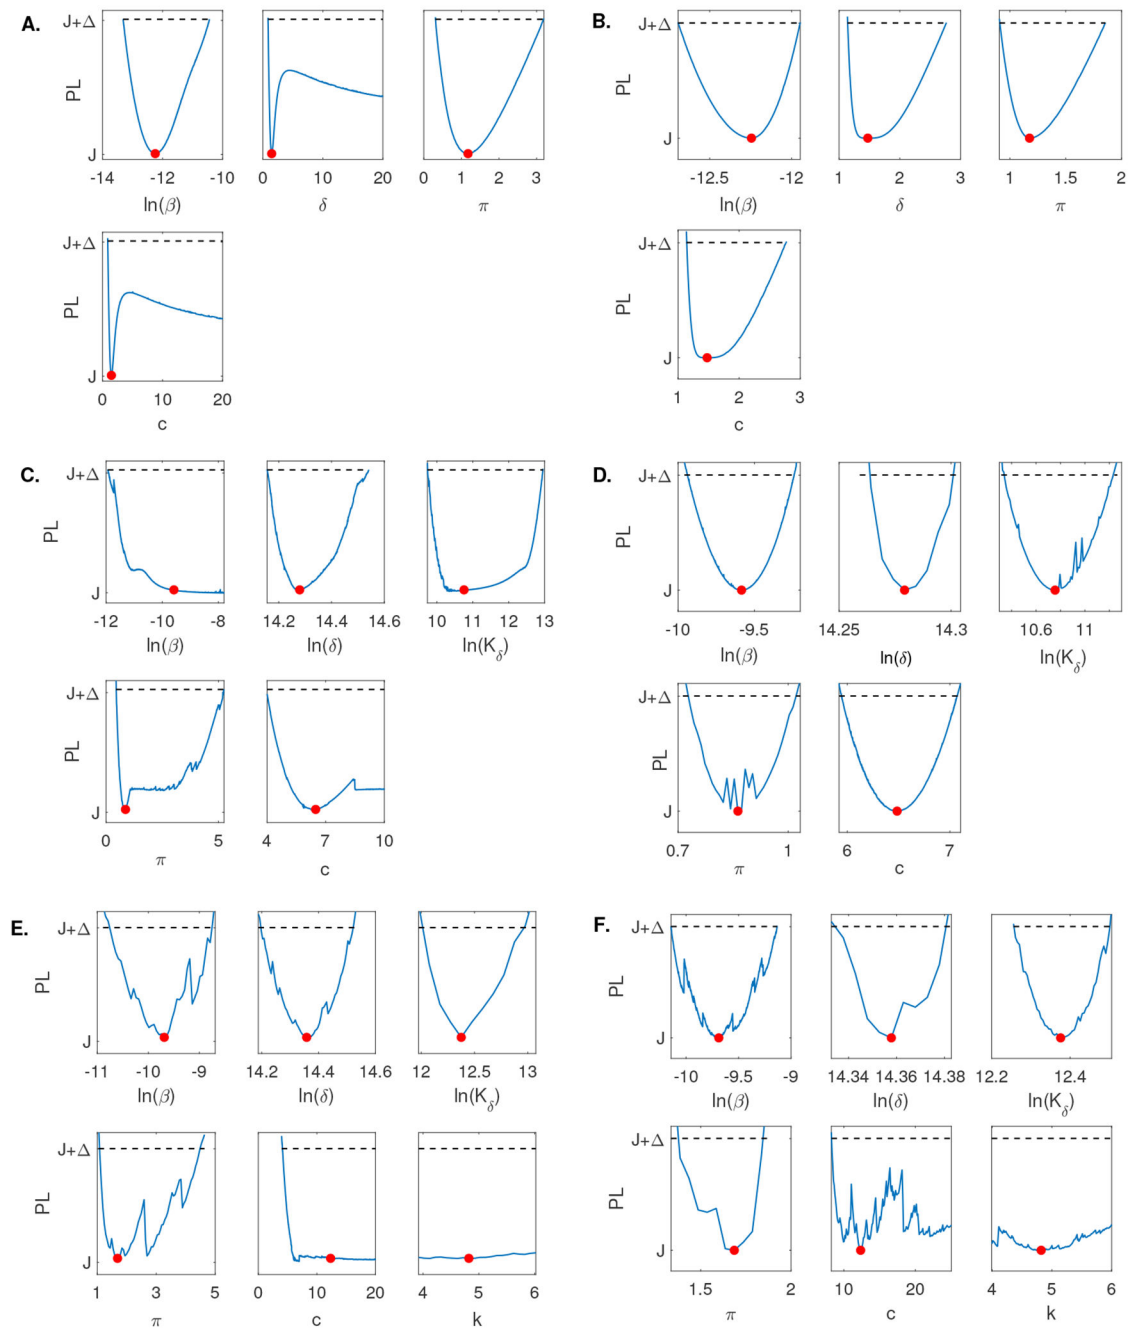 A.
J+Δ
PL
J
-14 -12 -10
ln(β)
0 10 20
δ
0 1 2 3
π
J+Δ
PL
J
0 10 20
c
B.
J+Δ
PL
J
-12.5 -12
ln(β)
1 2 3
δ
1 1.5 2
π
J+Δ
PL
J
1 2 3
c
C.
J+Δ
PL
J
-12 -10 -8
ln(β)
14.2 14.4 14.6
ln(δ)
10 11 12 13
ln(Kδ)
J+Δ
PL
J
0 5
π
4 7 10
c
D.
J+Δ
PL
J
-10 -9.5
ln(β)
14.25 14.3
ln(δ)
10.6 11
ln(Kδ)
J+Δ
PL
J
0.7 1
π
6 7
c
E.
J+Δ
PL
J
-11 -10 -9
ln(β)
14.2 14.4 14.6
ln(δ)
12 12.5 13
ln(Kδ)
J+Δ
PL
J
1 3 5
π
0 10 20
c
4 5 6
k
F.
J+Δ
PL
J
-10 -9.5 -9
ln(β)
14.34 14.36 14.38
ln(δ)
12.2 12.4
ln(Kδ)
J+Δ
PL
J
1.5 2
π
10 15 20 25
c
4 5 6
k